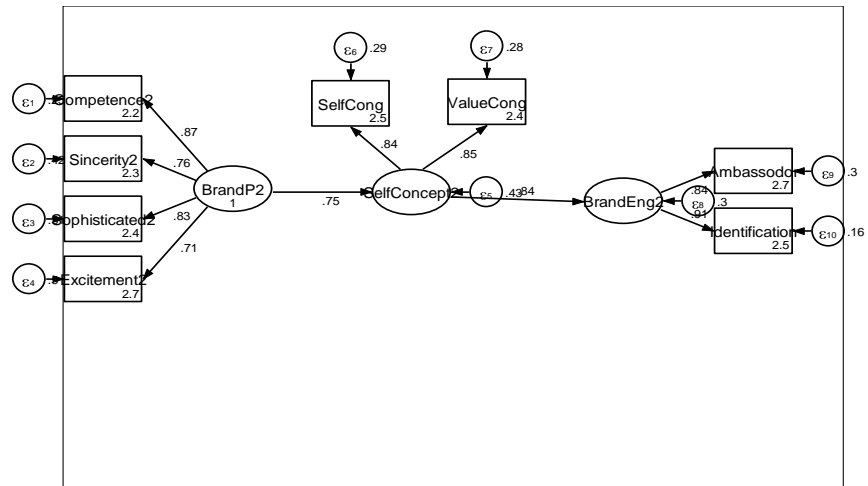 ε6 .29
ε7 .28
SelfCong
2.5
ValueCong
2.4
ε1
Competence2
2.2
ε2
Sincerity2
2.3
ε3
Sophisticated2
2.4
ε4
Excitement2
2.7
.87
.76
.83
.71
BrandP2
1
.75
.84
.85
SelfConcept2
ε5 .43
.84
BrandEng2
ε8 .3
.84
.91
Ambassodor
2.7
ε9 .3
Identification
2.5
ε10 .16